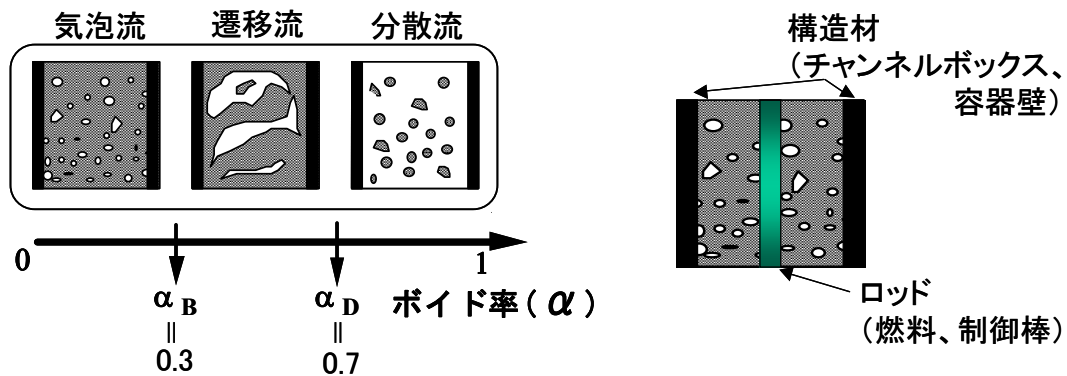 気泡流 遷移流 分散流
0
1
αB
αD
ボイド率(α)
||
||
0.3
0.7
構造材
(チャンネルボックス、
容器壁)
ロッド
(燃料、制御棒)